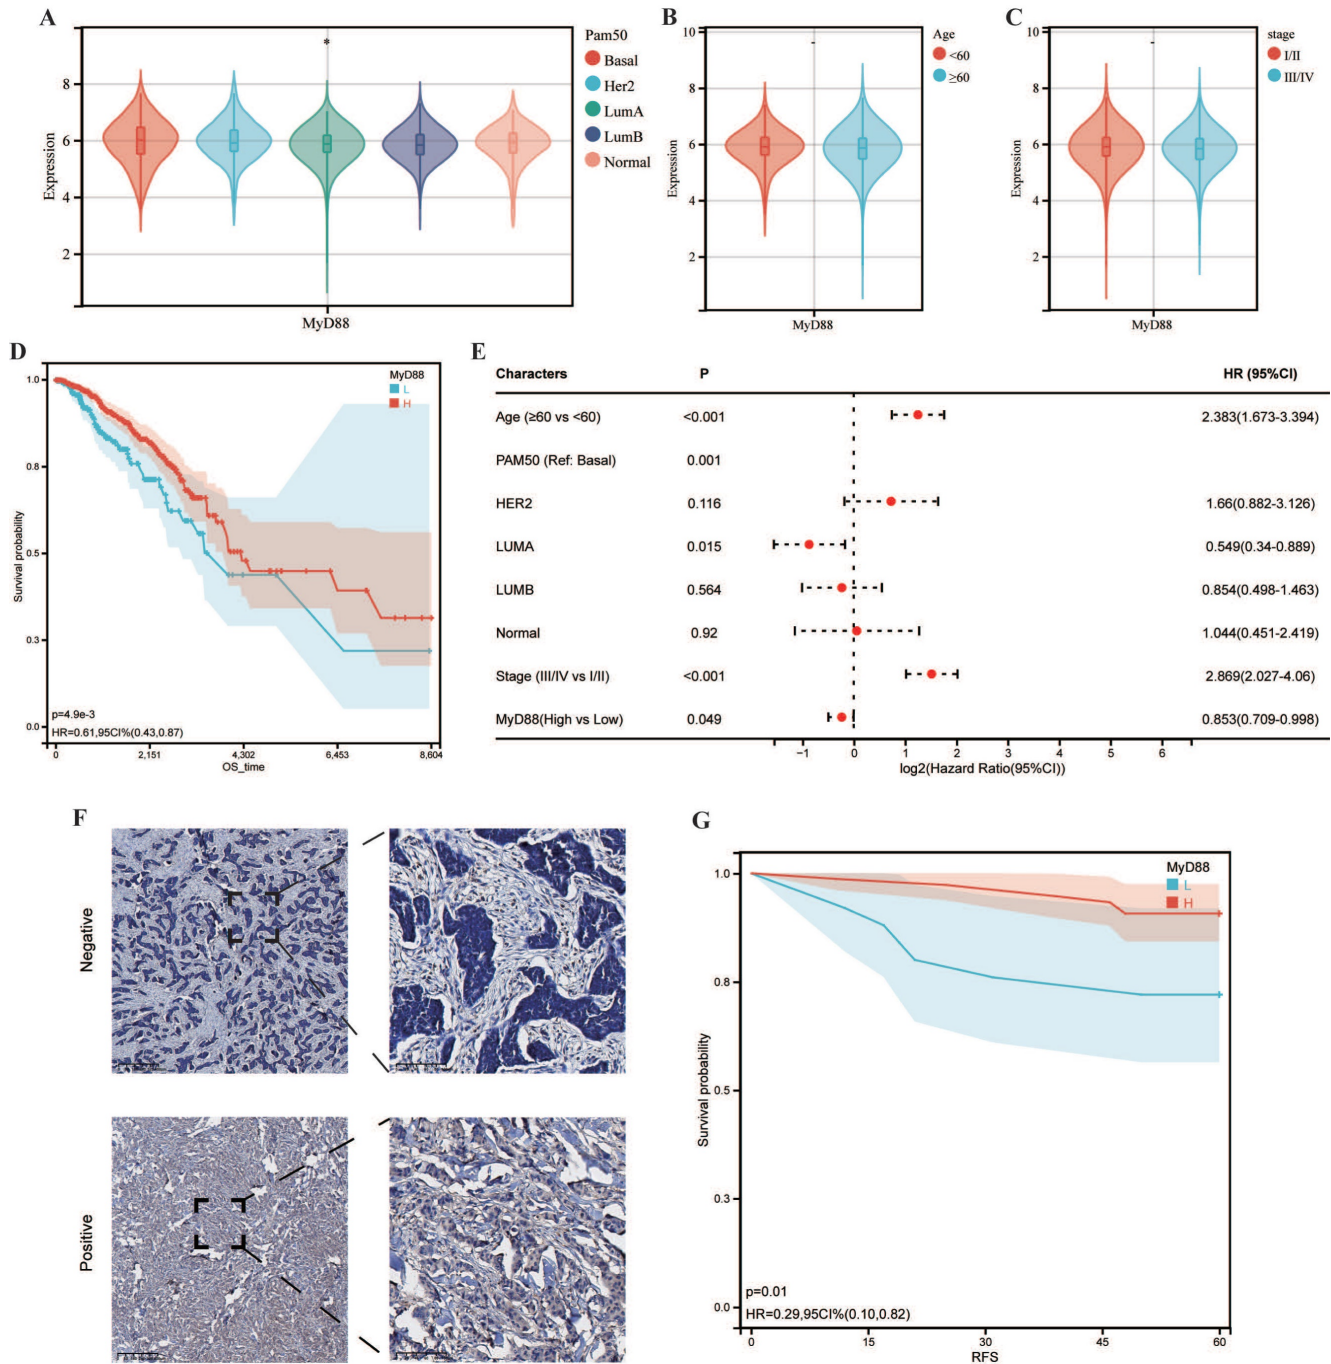 A
Pam50
Basal
Her2
LumA
LumB
Normal
*
8
6
4
2
Expression
MyD88
B
Age
<60
≥60
-
10
8
6
4
2
Expression
MyD88
C
stage
I/II
III/IV
-
10
8
6
4
2
Expression
MyD88
D
MyD88
L
H
1.0
0.8
0.5
0.3
0.0
Survival probability
p=4.9e-3
HR=0.61,95CI%(0.43,0.87)
0 2,151 4,302 6,453 8,604
OS_time
E
Characters P HR (95%CI)
Age (≥60 vs <60) <0.001 2.383(1.673-3.394)
PAM50 (Ref: Basal) 0.001
HER2 0.116 1.66(0.882-3.126)
LUMA 0.015 0.549(0.34-0.889)
LUMB 0.564 0.854(0.498-1.463)
Normal 0.92 1.044(0.451-2.419)
Stage (III/IV vs I/II) <0.001 2.869(2.027-4.06)
MyD88(High vs Low) 0.049 0.853(0.709-0.998)
−1 0 1 2 3 4 5 6
log2(Hazard Ratio(95%CI))
F
Negative
Positive
G
MyD88
L
H
1.0
0.8
0.5
0.3
0.0
Survival probability
p=0.01
HR=0.29,95CI%(0.10,0.82)
0 15 30 45 60
RFS